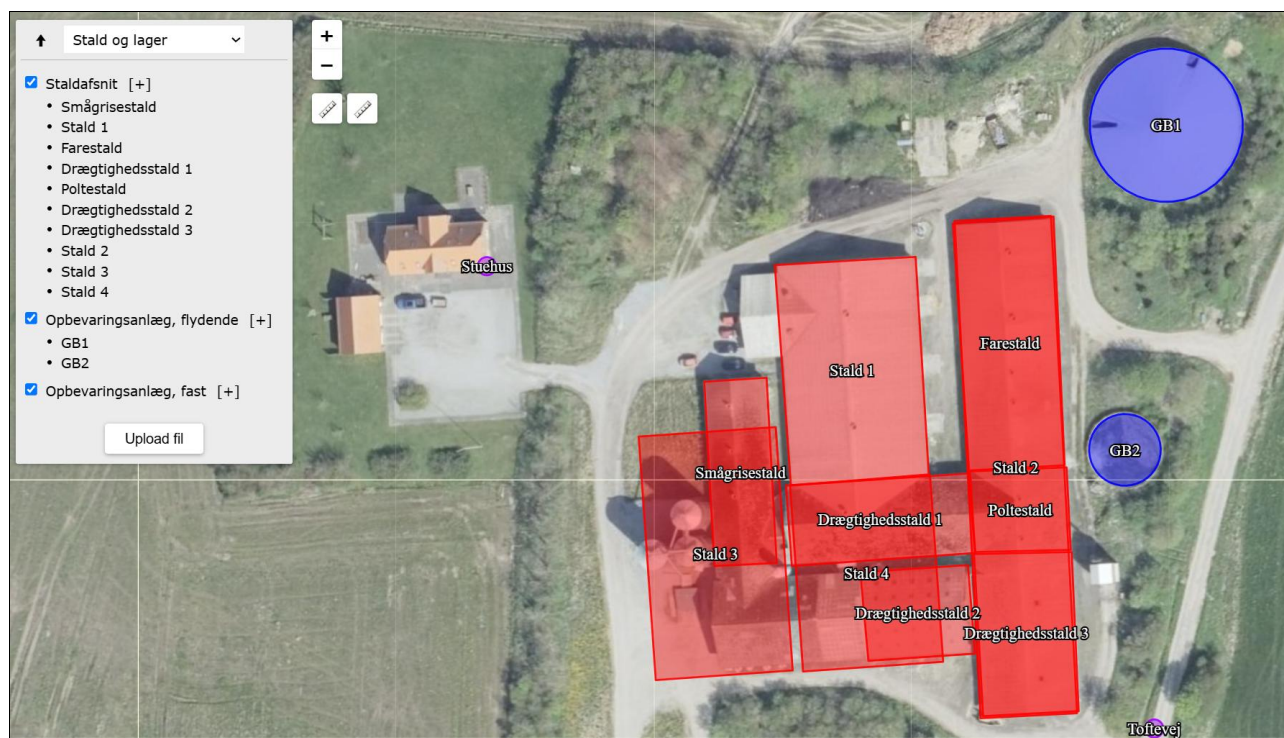 Stald og lager
Staldafsnit [+]
• Smågrisestald
• Stald 1
• Farestald
• Drægtighedsstald 1
• Poltestald
• Drægtighedsstald 2
• Drægtighedsstald 3
• Stald 2
• Stald 3
• Stald 4
Opbevaringsanlæg, flydende [+]
• GB1
• GB2
Opbevaringsanlæg, fast [+]
Upload fil
+
−
GB1
Stuehus
Farestald
Stald 1
GB2
Stald 2
Smågrisestald
Poltestald
Drægtighedsstald 1
Stald 3
Stald 4
Drægtighedsstald 2
Drægtighedsstald 3
Toftevej